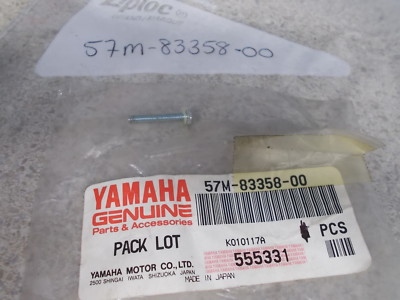 Ziploc
57M-83358-00
YAMAHA
GENUINE
Parts & Accessories
57M-83358-00
PACK LOT
K010117A
PCS
555331
YAMAHA MOTOR CO., LTD.
2500 SHINGAI IWATA SHIZUOKA JAPAN
MADE IN JAPAN